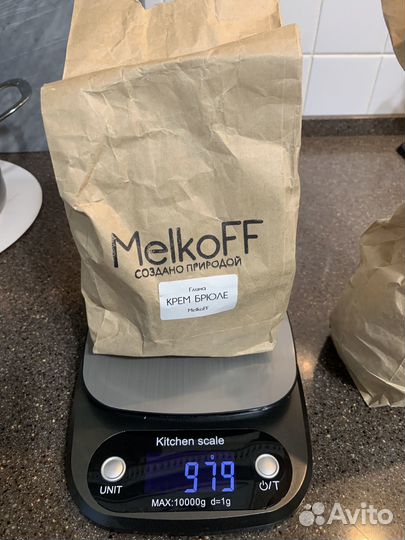 MelkoFF
СОЗДАНО ПРИРОДОЙ
Глина
КРЕМ БРЮЛЕ
MelkoFF
Kitchen scale
g
979
UNIT
⏻/T
MAX:10000g d=1g
Avito